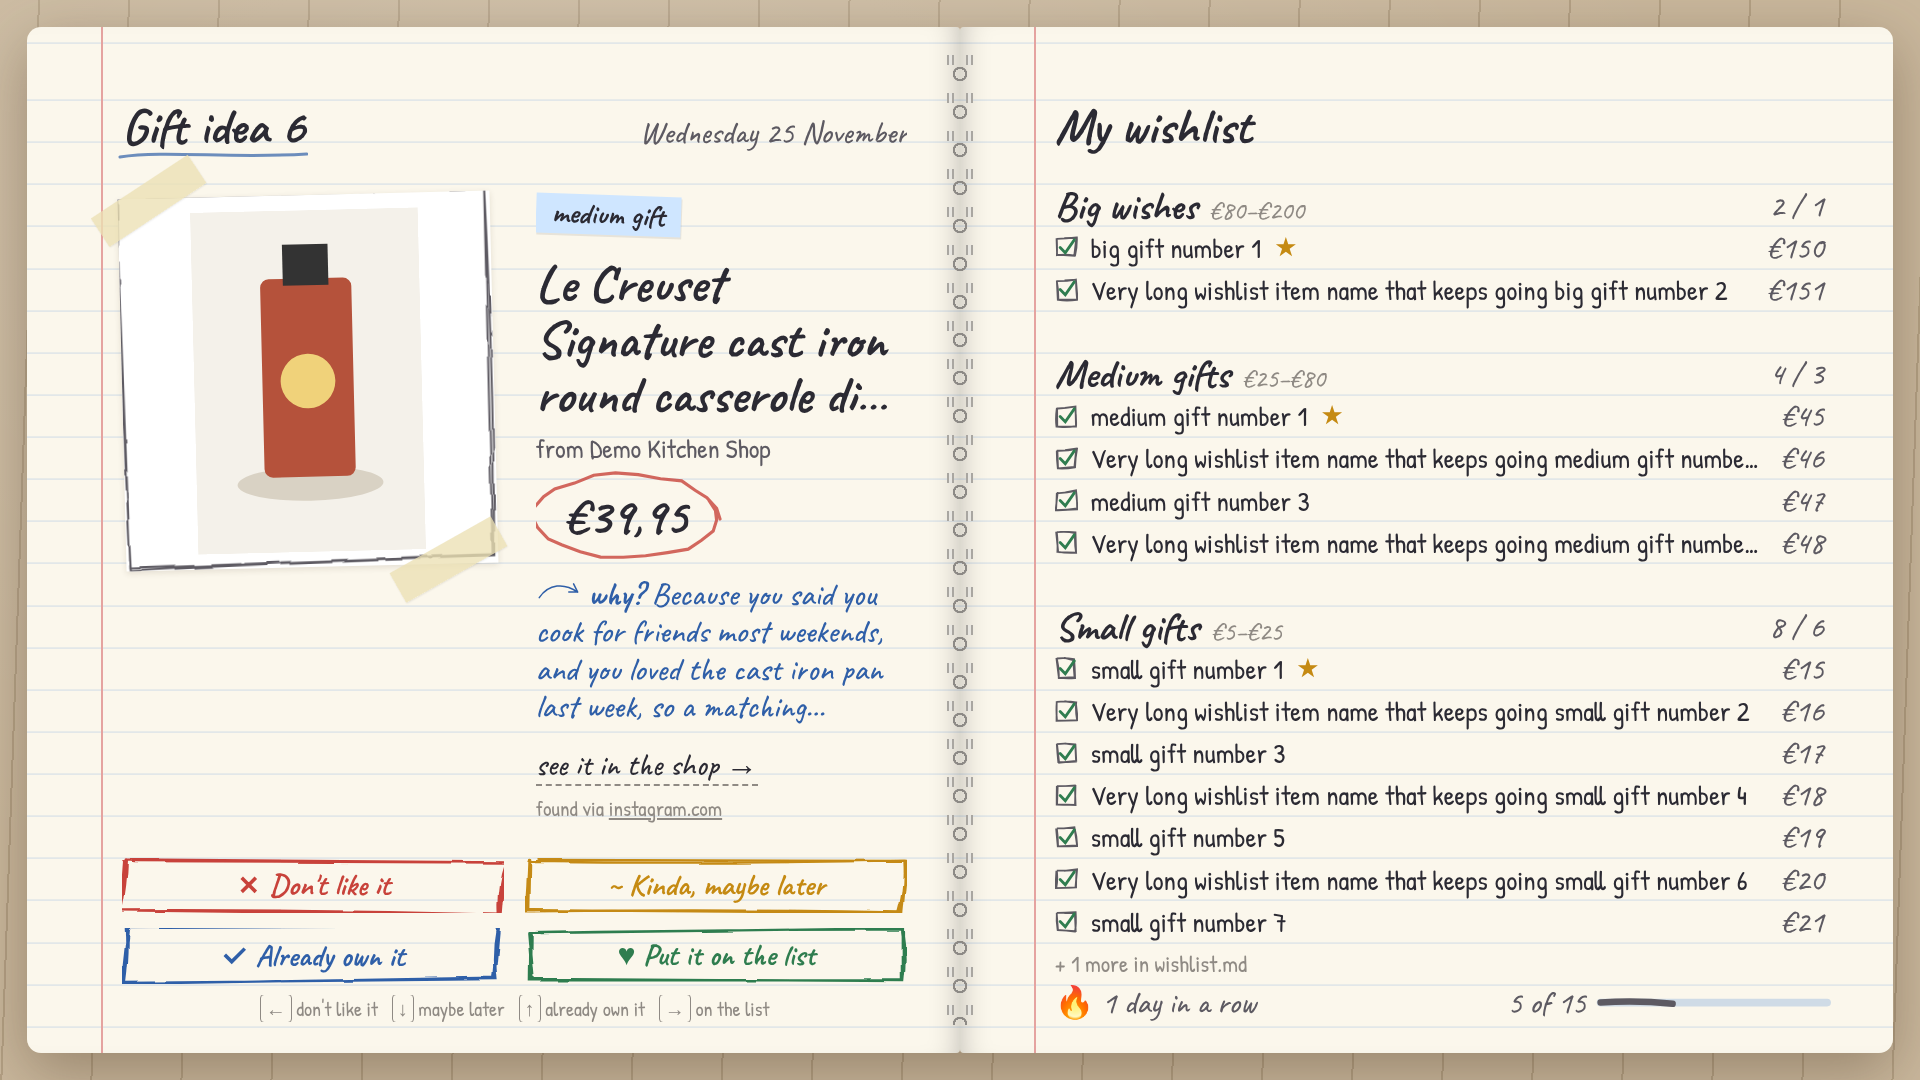 Gift idea 6
Wednesday 25 November
medium gift
Le Creuset
Signature cast iron
round casserole di...
from Demo Kitchen Shop
€39,95
why? Because you said you
cook for friends most weekends,
and you loved the cast iron pan
last week, so a matching...
see it in the shop →
found via instagram.com
✕ Don't like it
~ Kinda, maybe later
✓ Already own it
♥ Put it on the list
[←] don't like it [↓] maybe later [↑] already own it [→] on the list
My wishlist
Big wishes €80–€200 2 / 1
big gift number 1 ★ €150
Very long wishlist item name that keeps going big gift number 2 €151
Medium gifts €25–€80 4 / 3
medium gift number 1 ★ €45
Very long wishlist item name that keeps going medium gift numbe... €46
medium gift number 3 €47
Very long wishlist item name that keeps going medium gift numbe... €48
Small gifts €5–€25 8 / 6
small gift number 1 ★ €15
Very long wishlist item name that keeps going small gift number 2 €16
small gift number 3 €17
Very long wishlist item name that keeps going small gift number 4 €18
small gift number 5 €19
Very long wishlist item name that keeps going small gift number 6 €20
small gift number 7 €21
+ 1 more in wishlist.md
🔥 1 day in a row
5 of 15